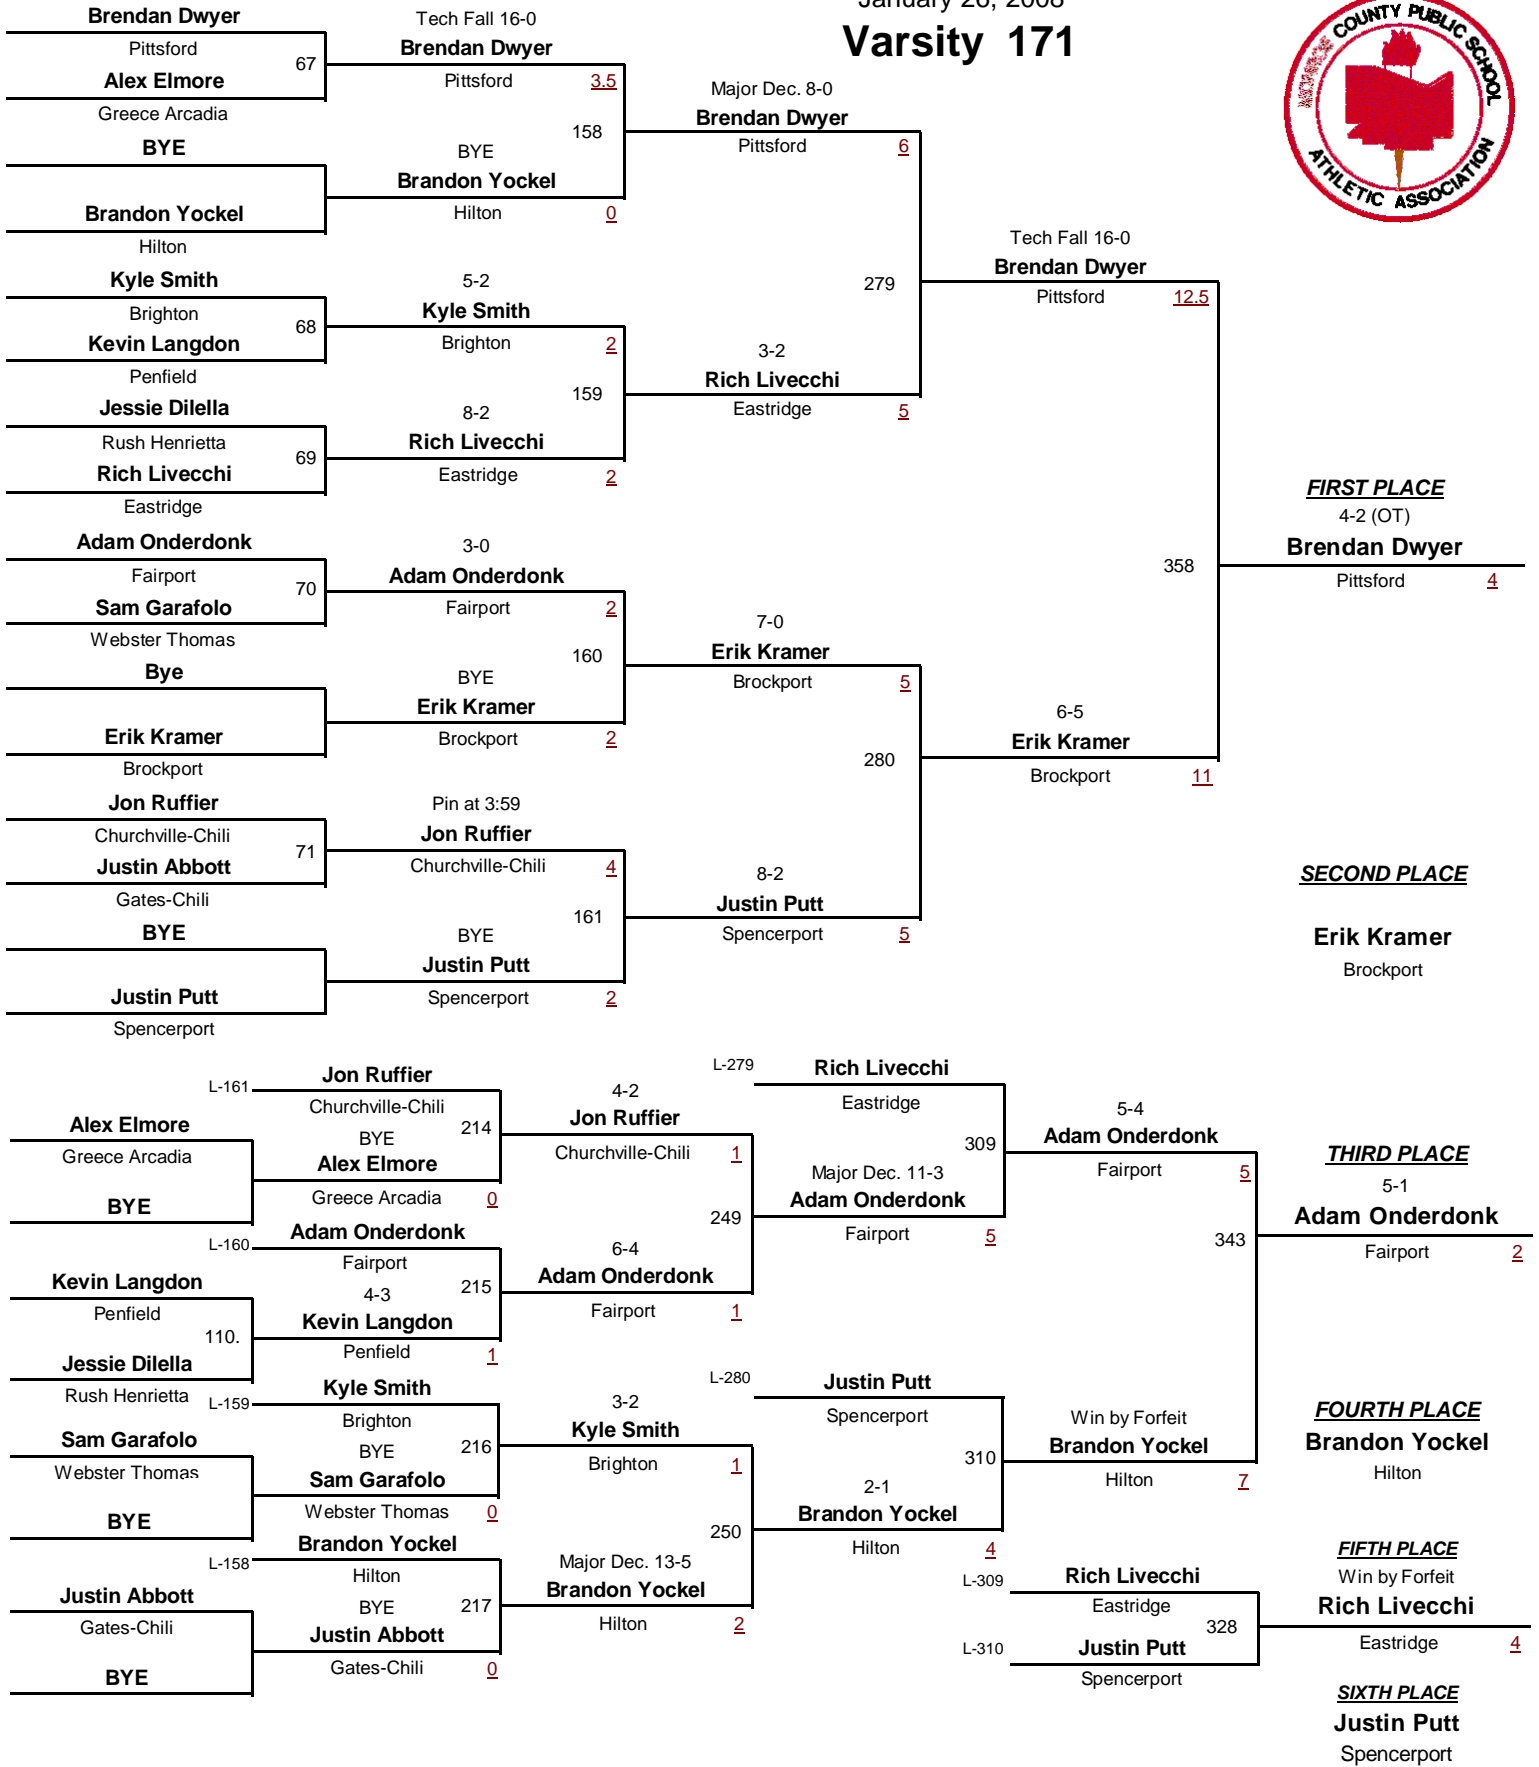 January 26, 2008
Varsity 171
COUNTY PUBLIC SCHOOL
ATHLETIC ASSOCIATION
Brendan Dwyer
Pittsford
67
Alex Elmore
Greece Arcadia
BYE
Brandon Yockel
Hilton
Kyle Smith
Brighton
68
Kevin Langdon
Penfield
Jessie Dilella
Rush Henrietta
69
Rich Livecchi
Eastridge
Adam Onderdonk
Fairport
70
Sam Garafolo
Webster Thomas
Bye
Erik Kramer
Brockport
Jon Ruffier
Churchville-Chili
71
Justin Abbott
Gates-Chili
BYE
Justin Putt
Spencerport
Tech Fall 16-0
Brendan Dwyer
Pittsford 3.5
158
BYE
Brandon Yockel
Hilton 0
5-2
Kyle Smith
Brighton 2
159
8-2
Rich Livecchi
Eastridge 2
3-0
Adam Onderdonk
Fairport 2
160
BYE
Erik Kramer
Brockport 2
Pin at 3:59
Jon Ruffier
Churchville-Chili 4
161
BYE
Justin Putt
Spencerport 2
Major Dec. 8-0
Brendan Dwyer
Pittsford 6
279
3-2
Rich Livecchi
Eastridge 5
7-0
Erik Kramer
Brockport 5
280
8-2
Justin Putt
Spencerport 5
Tech Fall 16-0
Brendan Dwyer
Pittsford 12.5
358
6-5
Erik Kramer
Brockport 11
FIRST PLACE
4-2 (OT)
Brendan Dwyer
Pittsford 4
SECOND PLACE
Erik Kramer
Brockport
Alex Elmore
Greece Arcadia
BYE
Kevin Langdon
Penfield
110.
Jessie Dilella
Rush Henrietta
Sam Garafolo
Webster Thomas
BYE
Justin Abbott
Gates-Chili
BYE
L-161
Jon Ruffier
Churchville-Chili
214
BYE
Alex Elmore
Greece Arcadia 0
L-160
Adam Onderdonk
Fairport
215
4-3
Kevin Langdon
Penfield 1
L-159
Kyle Smith
Brighton
216
BYE
Sam Garafolo
Webster Thomas 0
L-158
Brandon Yockel
Hilton
217
BYE
Justin Abbott
Gates-Chili 0
4-2
Jon Ruffier
Churchville-Chili 1
249
6-4
Adam Onderdonk
Fairport 1
3-2
Kyle Smith
Brighton 1
250
Major Dec. 13-5
Brandon Yockel
Hilton 2
L-279
Rich Livecchi
Eastridge
309
Major Dec. 11-3
Adam Onderdonk
Fairport 5
L-280
Justin Putt
Spencerport
310
2-1
Brandon Yockel
Hilton 4
5-4
Adam Onderdonk
Fairport 5
343
Win by Forfeit
Brandon Yockel
Hilton 7
L-309
Rich Livecchi
Eastridge
328
L-310
Justin Putt
Spencerport
THIRD PLACE
5-1
Adam Onderdonk
Fairport 2
FOURTH PLACE
Brandon Yockel
Hilton
FIFTH PLACE
Win by Forfeit
Rich Livecchi
Eastridge 4
SIXTH PLACE
Justin Putt
Spencerport